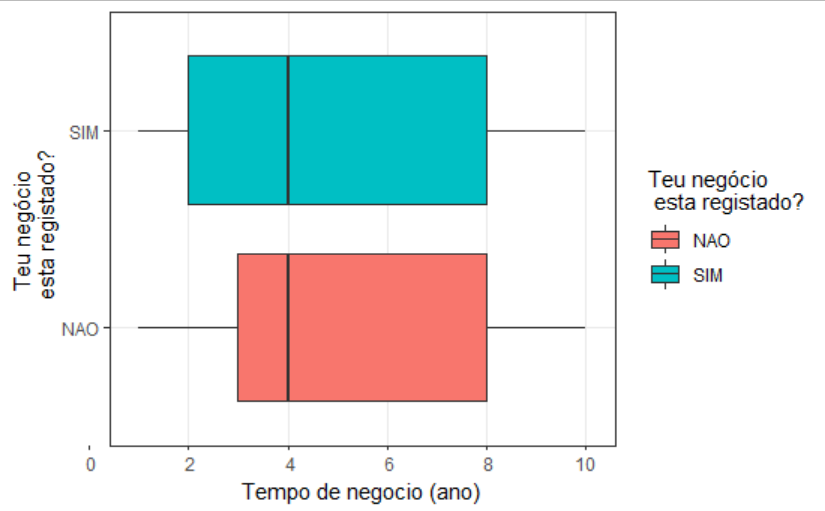 Teu negócio
esta registado?
SIM
NAO
0 2 4 6 8 10
Tempo de negocio (ano)
Teu negócio
esta registado?
NAO
SIM